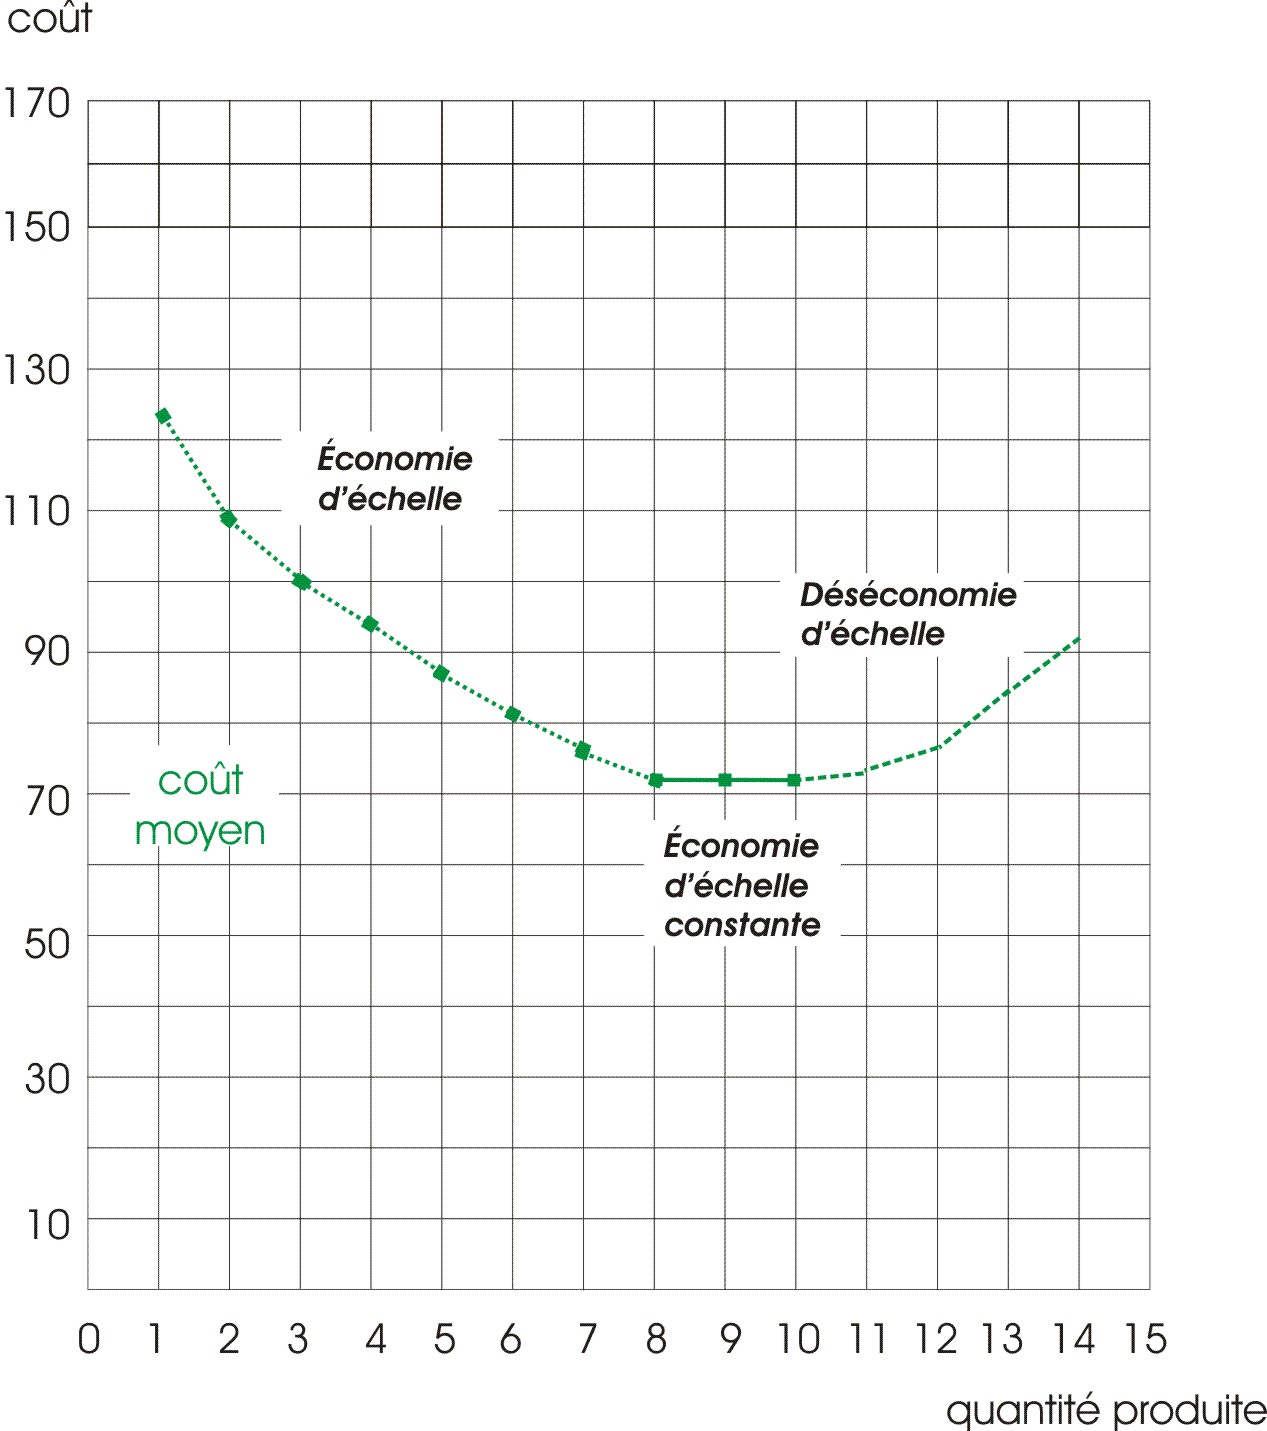 coût
170
150
130
110
90
70
50
30
10
Économie
d'échelle
Déséconomie
d'échelle
coût
moyen
Économie
d'échelle
constante
0 1 2 3 4 5 6 7 8 9 10 11 12 13 14 15
quantité produite